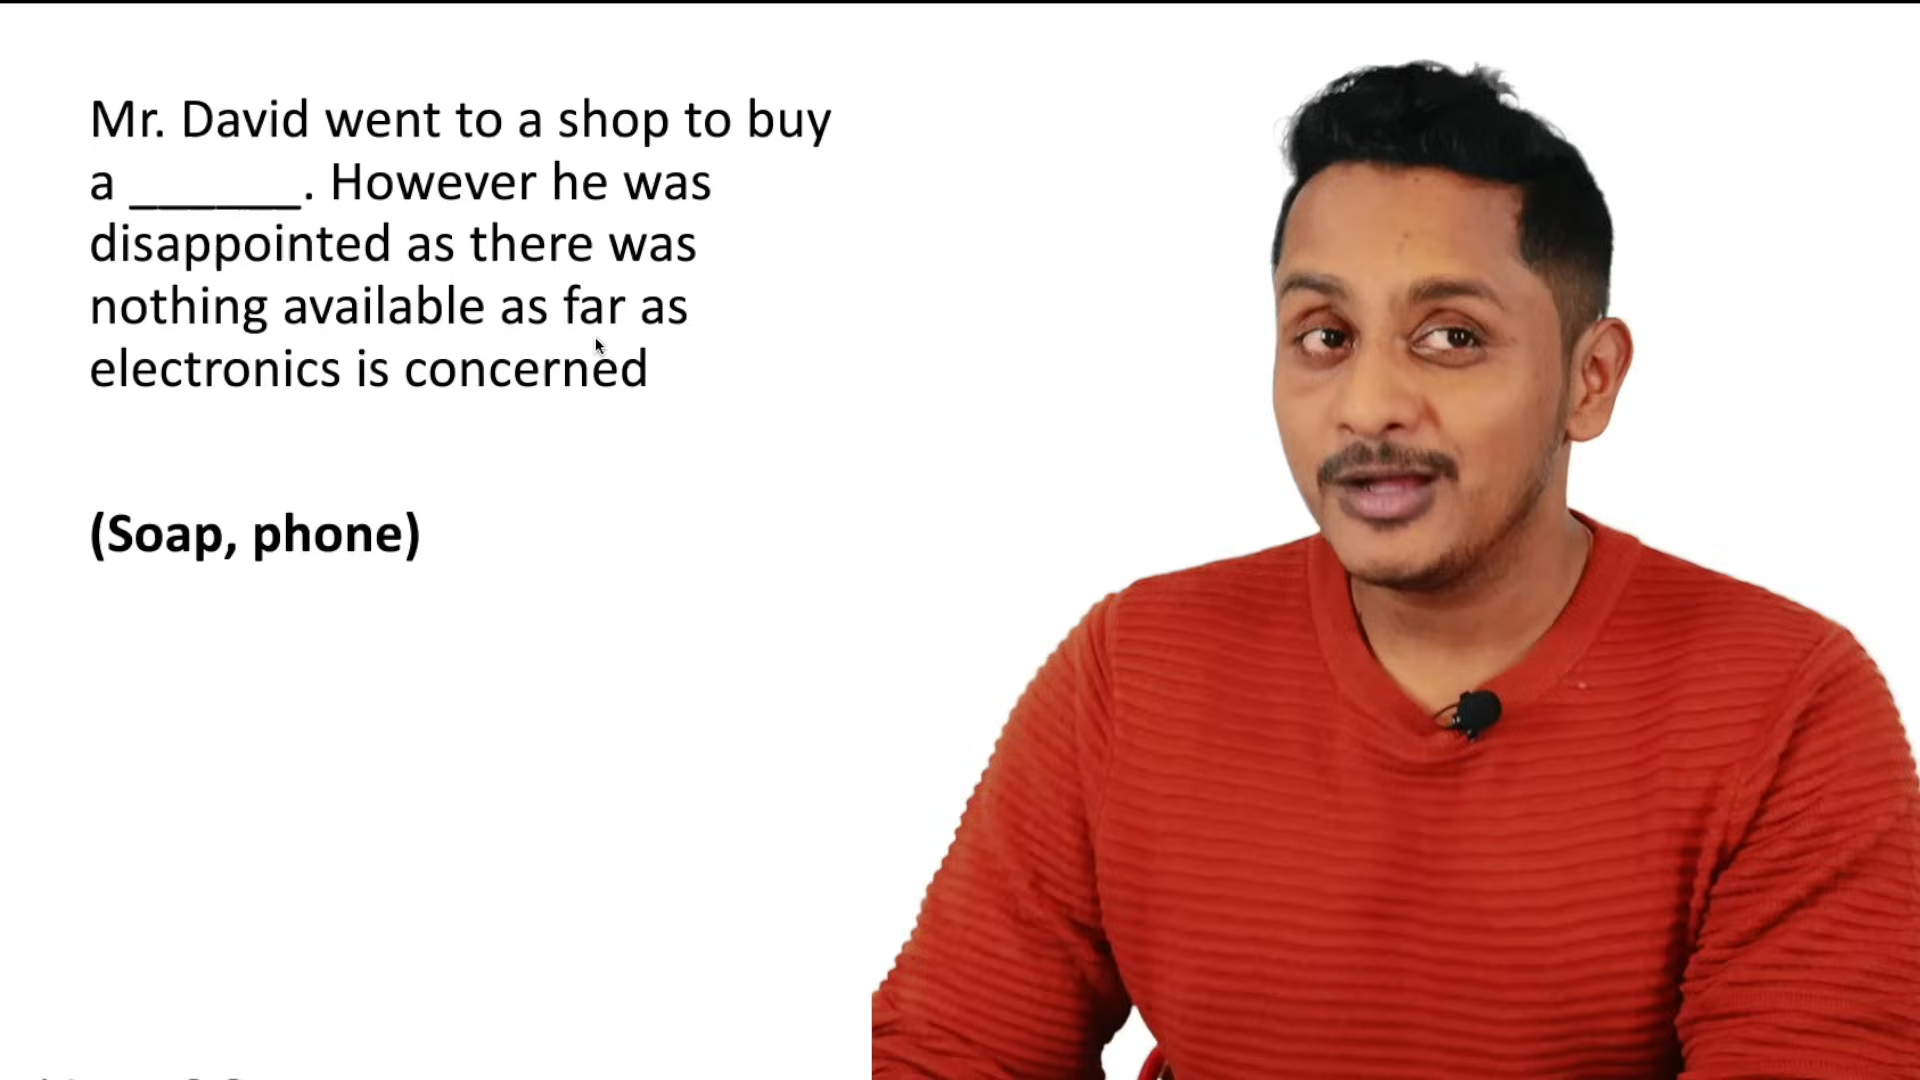 Mr. David went to a shop to buy
a ______. However he was
disappointed as there was
nothing available as far as
electronics is concerned
(Soap, phone)